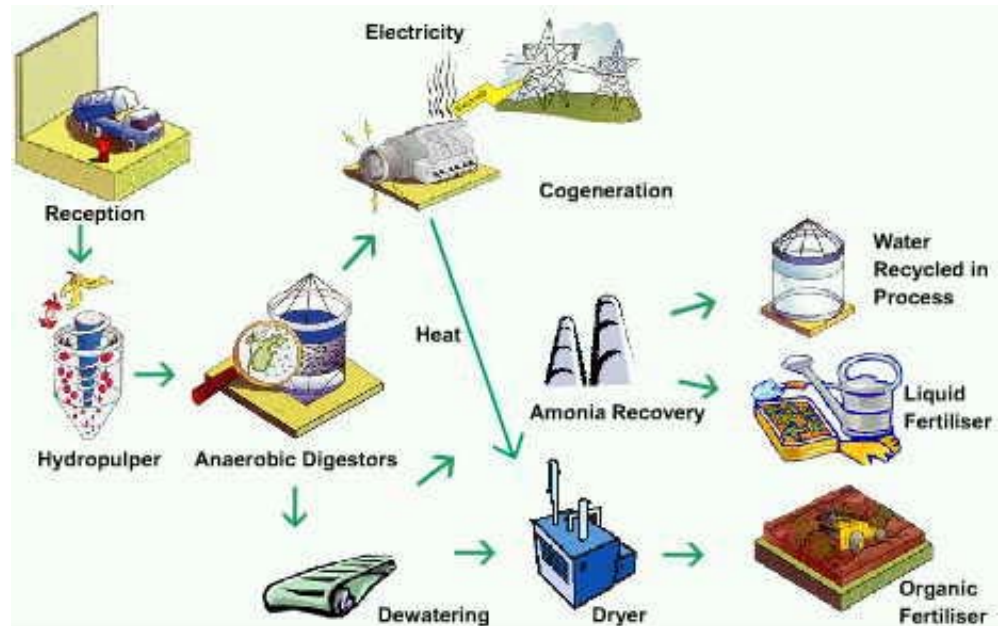 Electricity
Reception
Cogeneration
Water
Recycled in
Process
Heat
Hydropulper
Anaerobic Digestors
Amonia Recovery
Liquid
Fertiliser
Dewatering
Dryer
Organic
Fertiliser